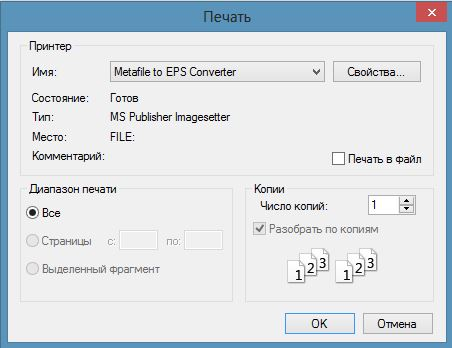 Печать
Принтер
Имя: Metafile to EPS Converter Свойства...
Состояние: Готов
Тип: MS Publisher Imagesetter
Место: FILE:
Комментарий: Печать в файл
Диапазон печати
Все
Страницы с: по:
Выделенный фрагмент
Копии
Число копий: 1
Разобрать по копиям
1 2 3 1 2 3
OK Отмена